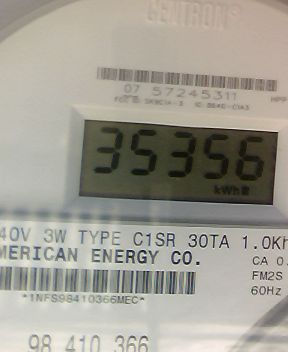 CENTRON®
07 57245311
35356
kWh
40V 3W TYPE C1SR 30TA 1.0Kh
MERICAN ENERGY CO.
CA 0.
FM2S
60Hz
*1NFS98410366MEC*
98 410 366